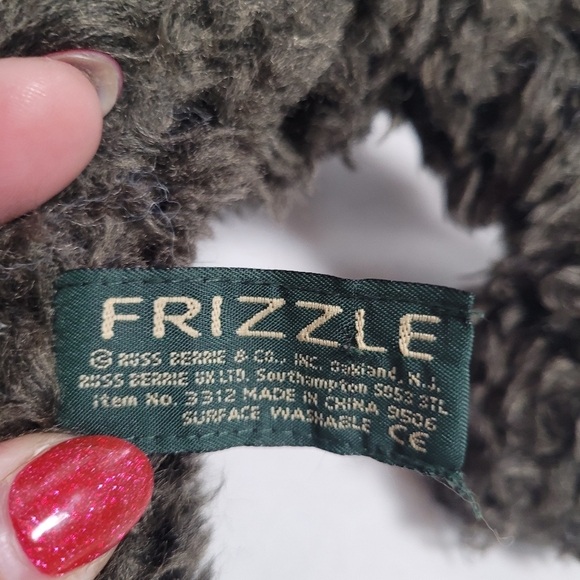 FRIZZLE
© RUSS BERRIE & CO., INC. Oakland, N.J.
RUSS BERRIE UK LTD. Southampton SO53 3TL
item No. 3312 MADE IN CHINA 9506
SURFACE WASHABLE CE